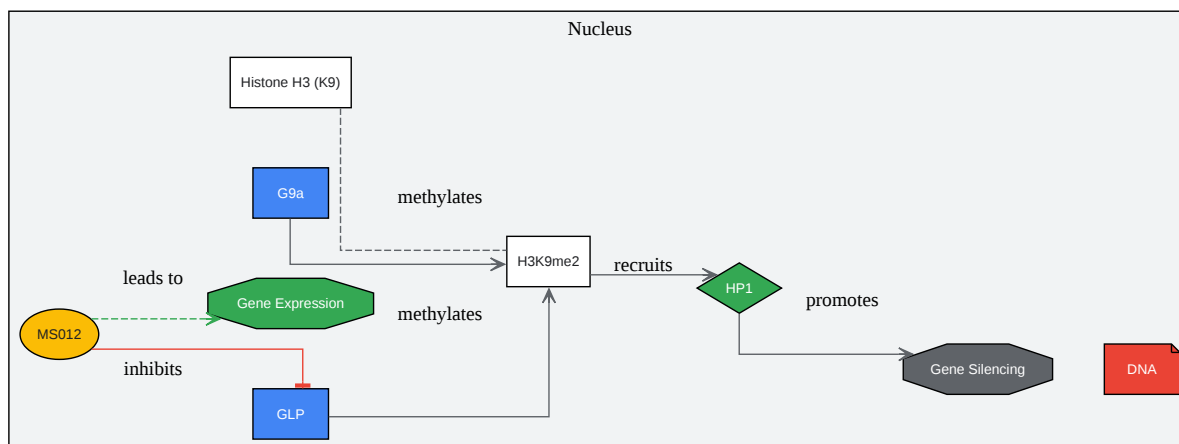 Nucleus
Histone H3 (K9)
G9a
methylates
H3K9me2
recruits
leads to
HP1
Gene Expression
promotes
methylates
MS012
inhibits
Gene Silencing
DNA
GLP